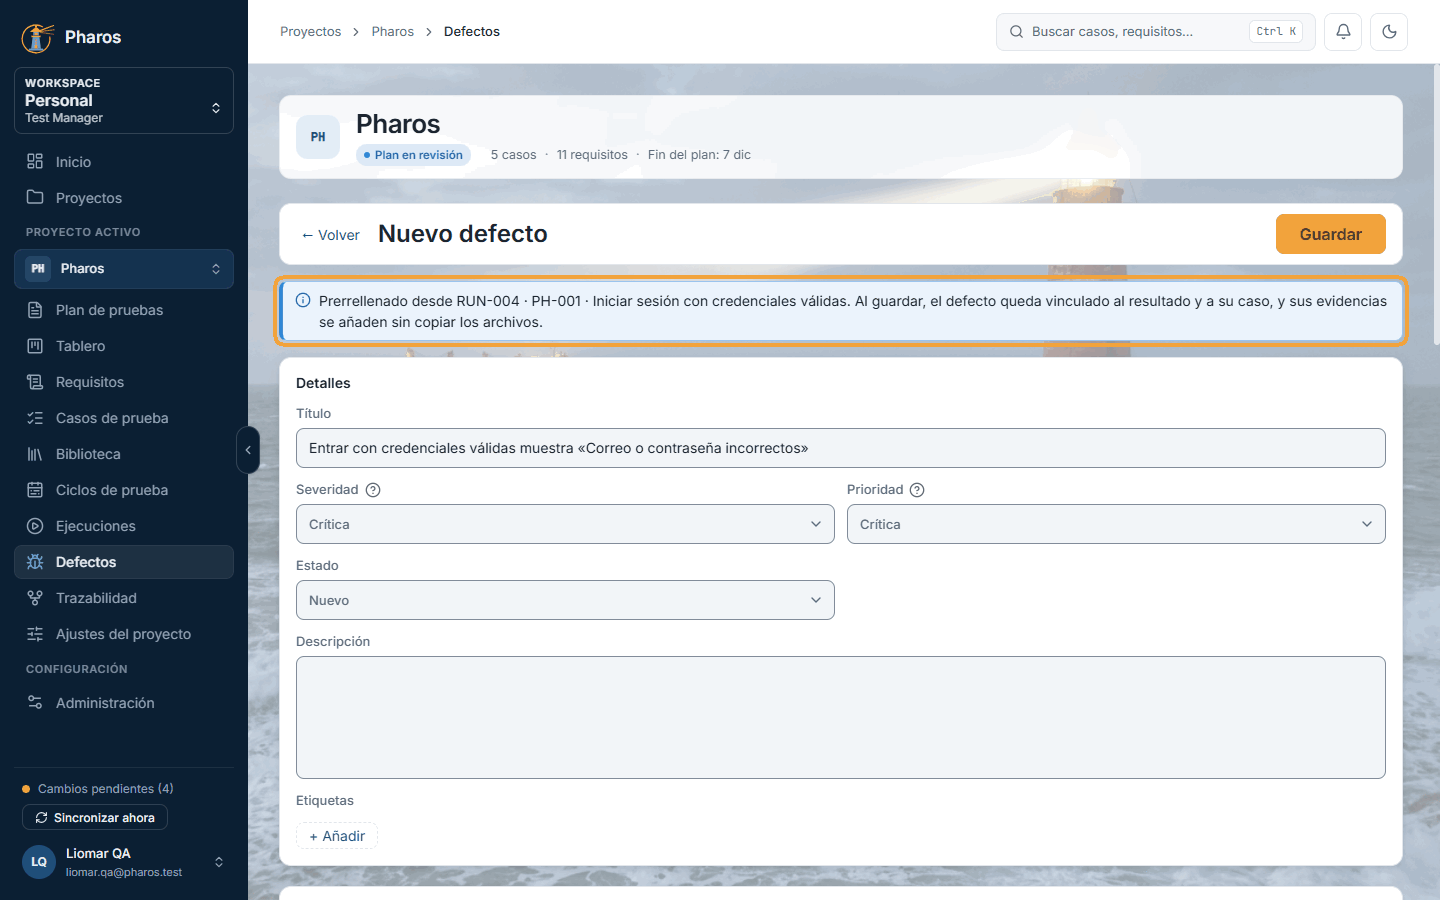 Pharos
WORKSPACE
Personal
Test Manager
Inicio
Proyectos
PROYECTO ACTIVO
PH Pharos
Plan de pruebas
Tablero
Requisitos
Casos de prueba
Biblioteca
Ciclos de prueba
Ejecuciones
Defectos
Trazabilidad
Ajustes del proyecto
CONFIGURACIÓN
Administración
Cambios pendientes (4)
Sincronizar ahora
LQ
Liomar QA
liomar.qa@pharos.test
Proyectos > Pharos > Defectos
Buscar casos, requisitos... Ctrl K
PH
Pharos
Plan en revisión 5 casos · 11 requisitos · Fin del plan: 7 dic
← Volver Nuevo defecto Guardar
Prerrellenado desde RUN-004 · PH-001 · Iniciar sesión con credenciales válidas. Al guardar, el defecto queda vinculado al resultado y a su caso, y sus evidencias
se añaden sin copiar los archivos.
Detalles
Título
Entrar con credenciales válidas muestra «Correo o contraseña incorrectos»
Severidad ? Prioridad ?
Crítica Crítica
Estado
Nuevo
Descripción
Etiquetas
+ Añadir